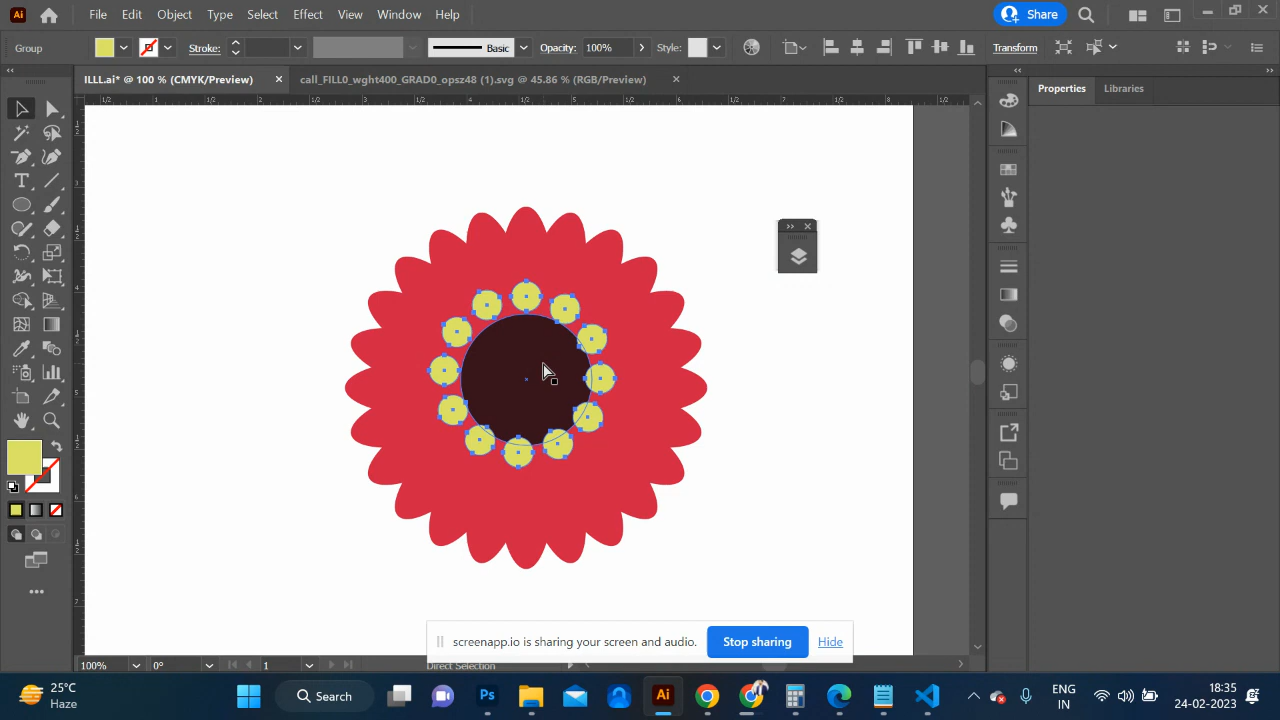 Ai File Edit Object Type Select Effect View Window Help Share
Group Stroke: Basic Opacity: 100% Style: Transform
ILLL.ai* @ 100 % (CMYK/Preview) × call_FILL0_wght400_GRAD0_opsz48 (1).svg @ 45.86 % (RGB/Preview) ×
Properties Libraries
screenapp.io is sharing your screen and audio. Stop sharing Hide
100% 0° 1 Direct Selection
25°C
Haze
Search
Ps
Ai
ENG
IN
18:35
24-02-2023